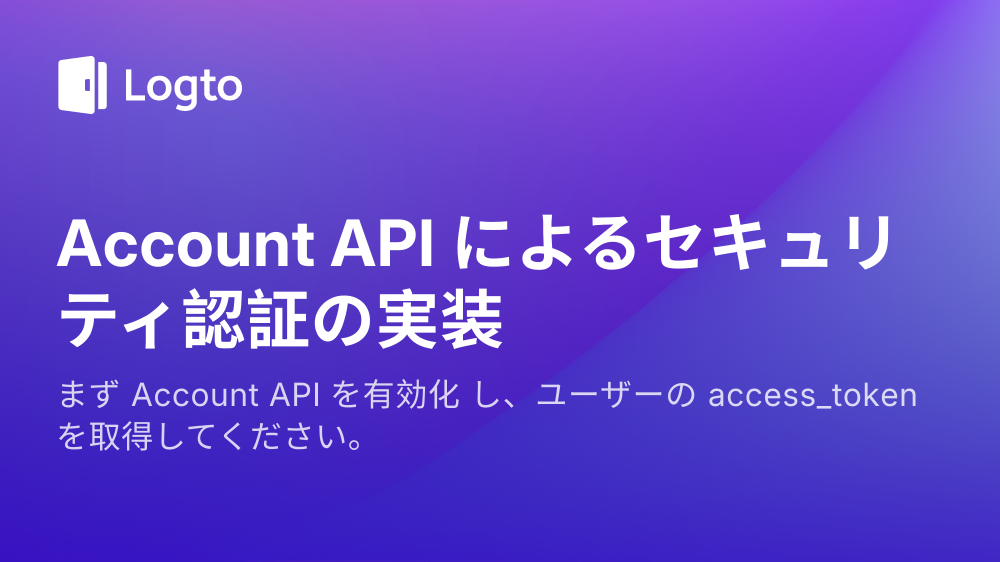 Logto
Account API によるセキュリ
ティ認証の実装
まず Account API を有効化 し、ユーザーの access_token
を取得してください。